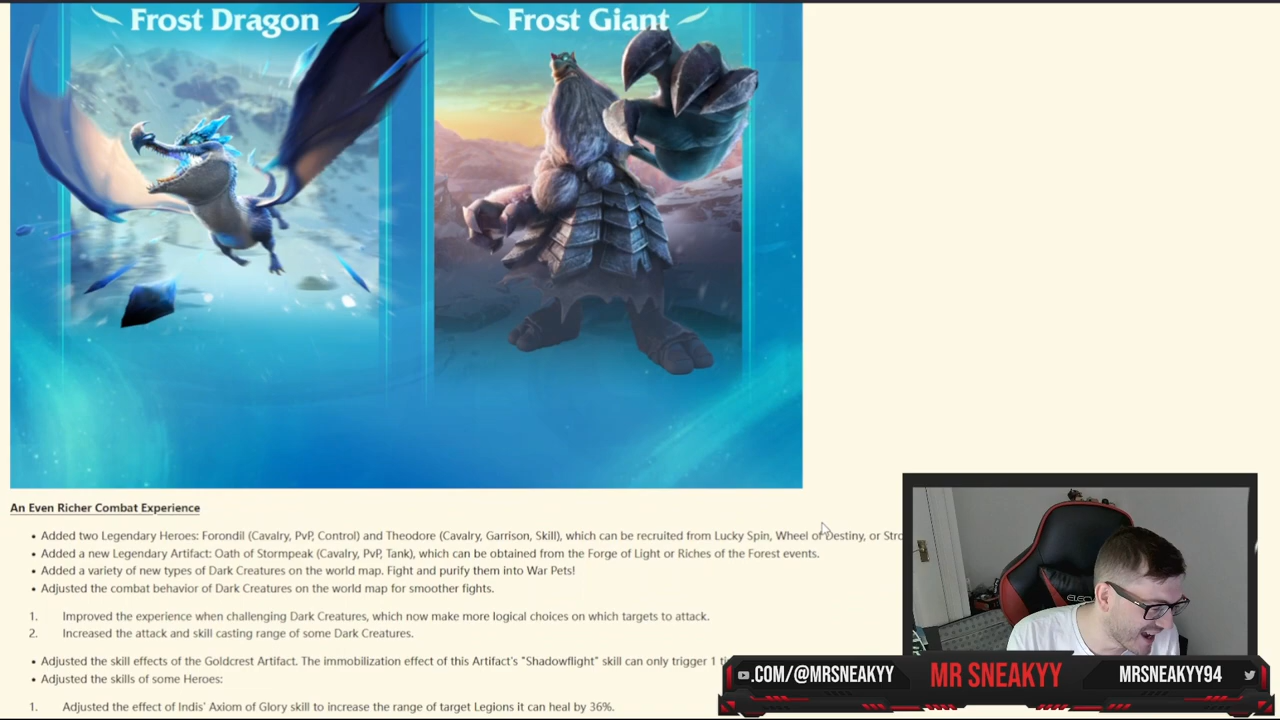 Frost Dragon
Frost Giant
An Even Richer Combat Experience
• Added two Legendary Heroes: Forondil (Cavalry, PvP, Control) and Theodore (Cavalry, Garrison, Skill), which can be recruited from Lucky Spin, Wheel of Destiny, or
• Added a new Legendary Artifact: Oath of Stormpeak (Cavalry, PvP, Tank), which can be obtained from the Forge of Light or Riches of the Forest events.
• Added a variety of new types of Dark Creatures on the world map. Fight and purify them into War Pets!
• Adjusted the combat behavior of Dark Creatures on the world map for smoother fights.
1. Improved the experience when challenging Dark Creatures, which now make more logical choices on which targets to attack.
2. Increased the attack and skill casting range of some Dark Creatures.
• Adjusted the skill effects of the Goldcrest Artifact. The immobilization effect of this Artifact's "Shadowflight" skill can only trigger 1
• Adjusted the skills of some Heroes:
1. Adjusted the effect of Indis' Axiom of Glory skill to increase the range of target Legions it can heal by 36%.
.COM/@MRSNEAKYY
MR SNEAKYY
MRSNEAKYY94